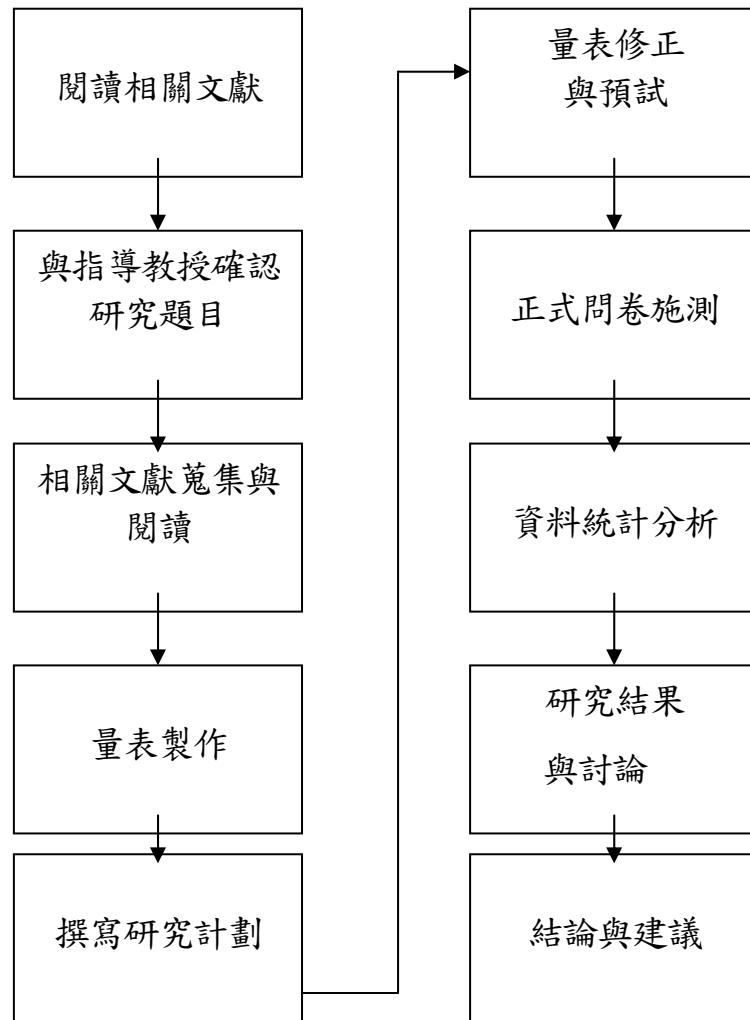 閱讀相關文獻
與指導教授確認
研究題目
相關文獻蒐集與
閱讀
量表製作
撰寫研究計劃
量表修正
與預試
正式問卷施測
資料統計分析
研究結果
與討論
結論與建議